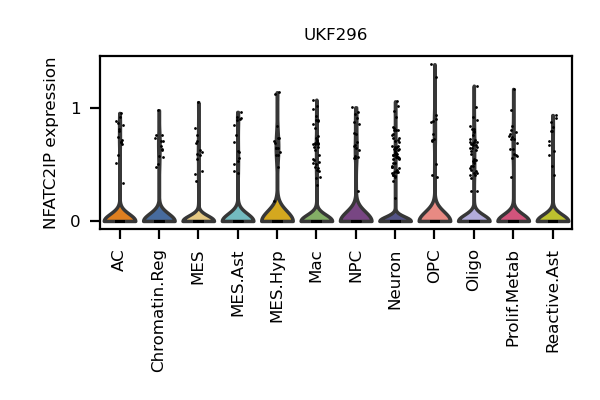 UKF296
NFATC2IP expression
1
0
AC
Chromatin.Reg
MES
MES.Ast
MES.Hyp
Mac
NPC
Neuron
OPC
Oligo
Prolif.Metab
Reactive.Ast